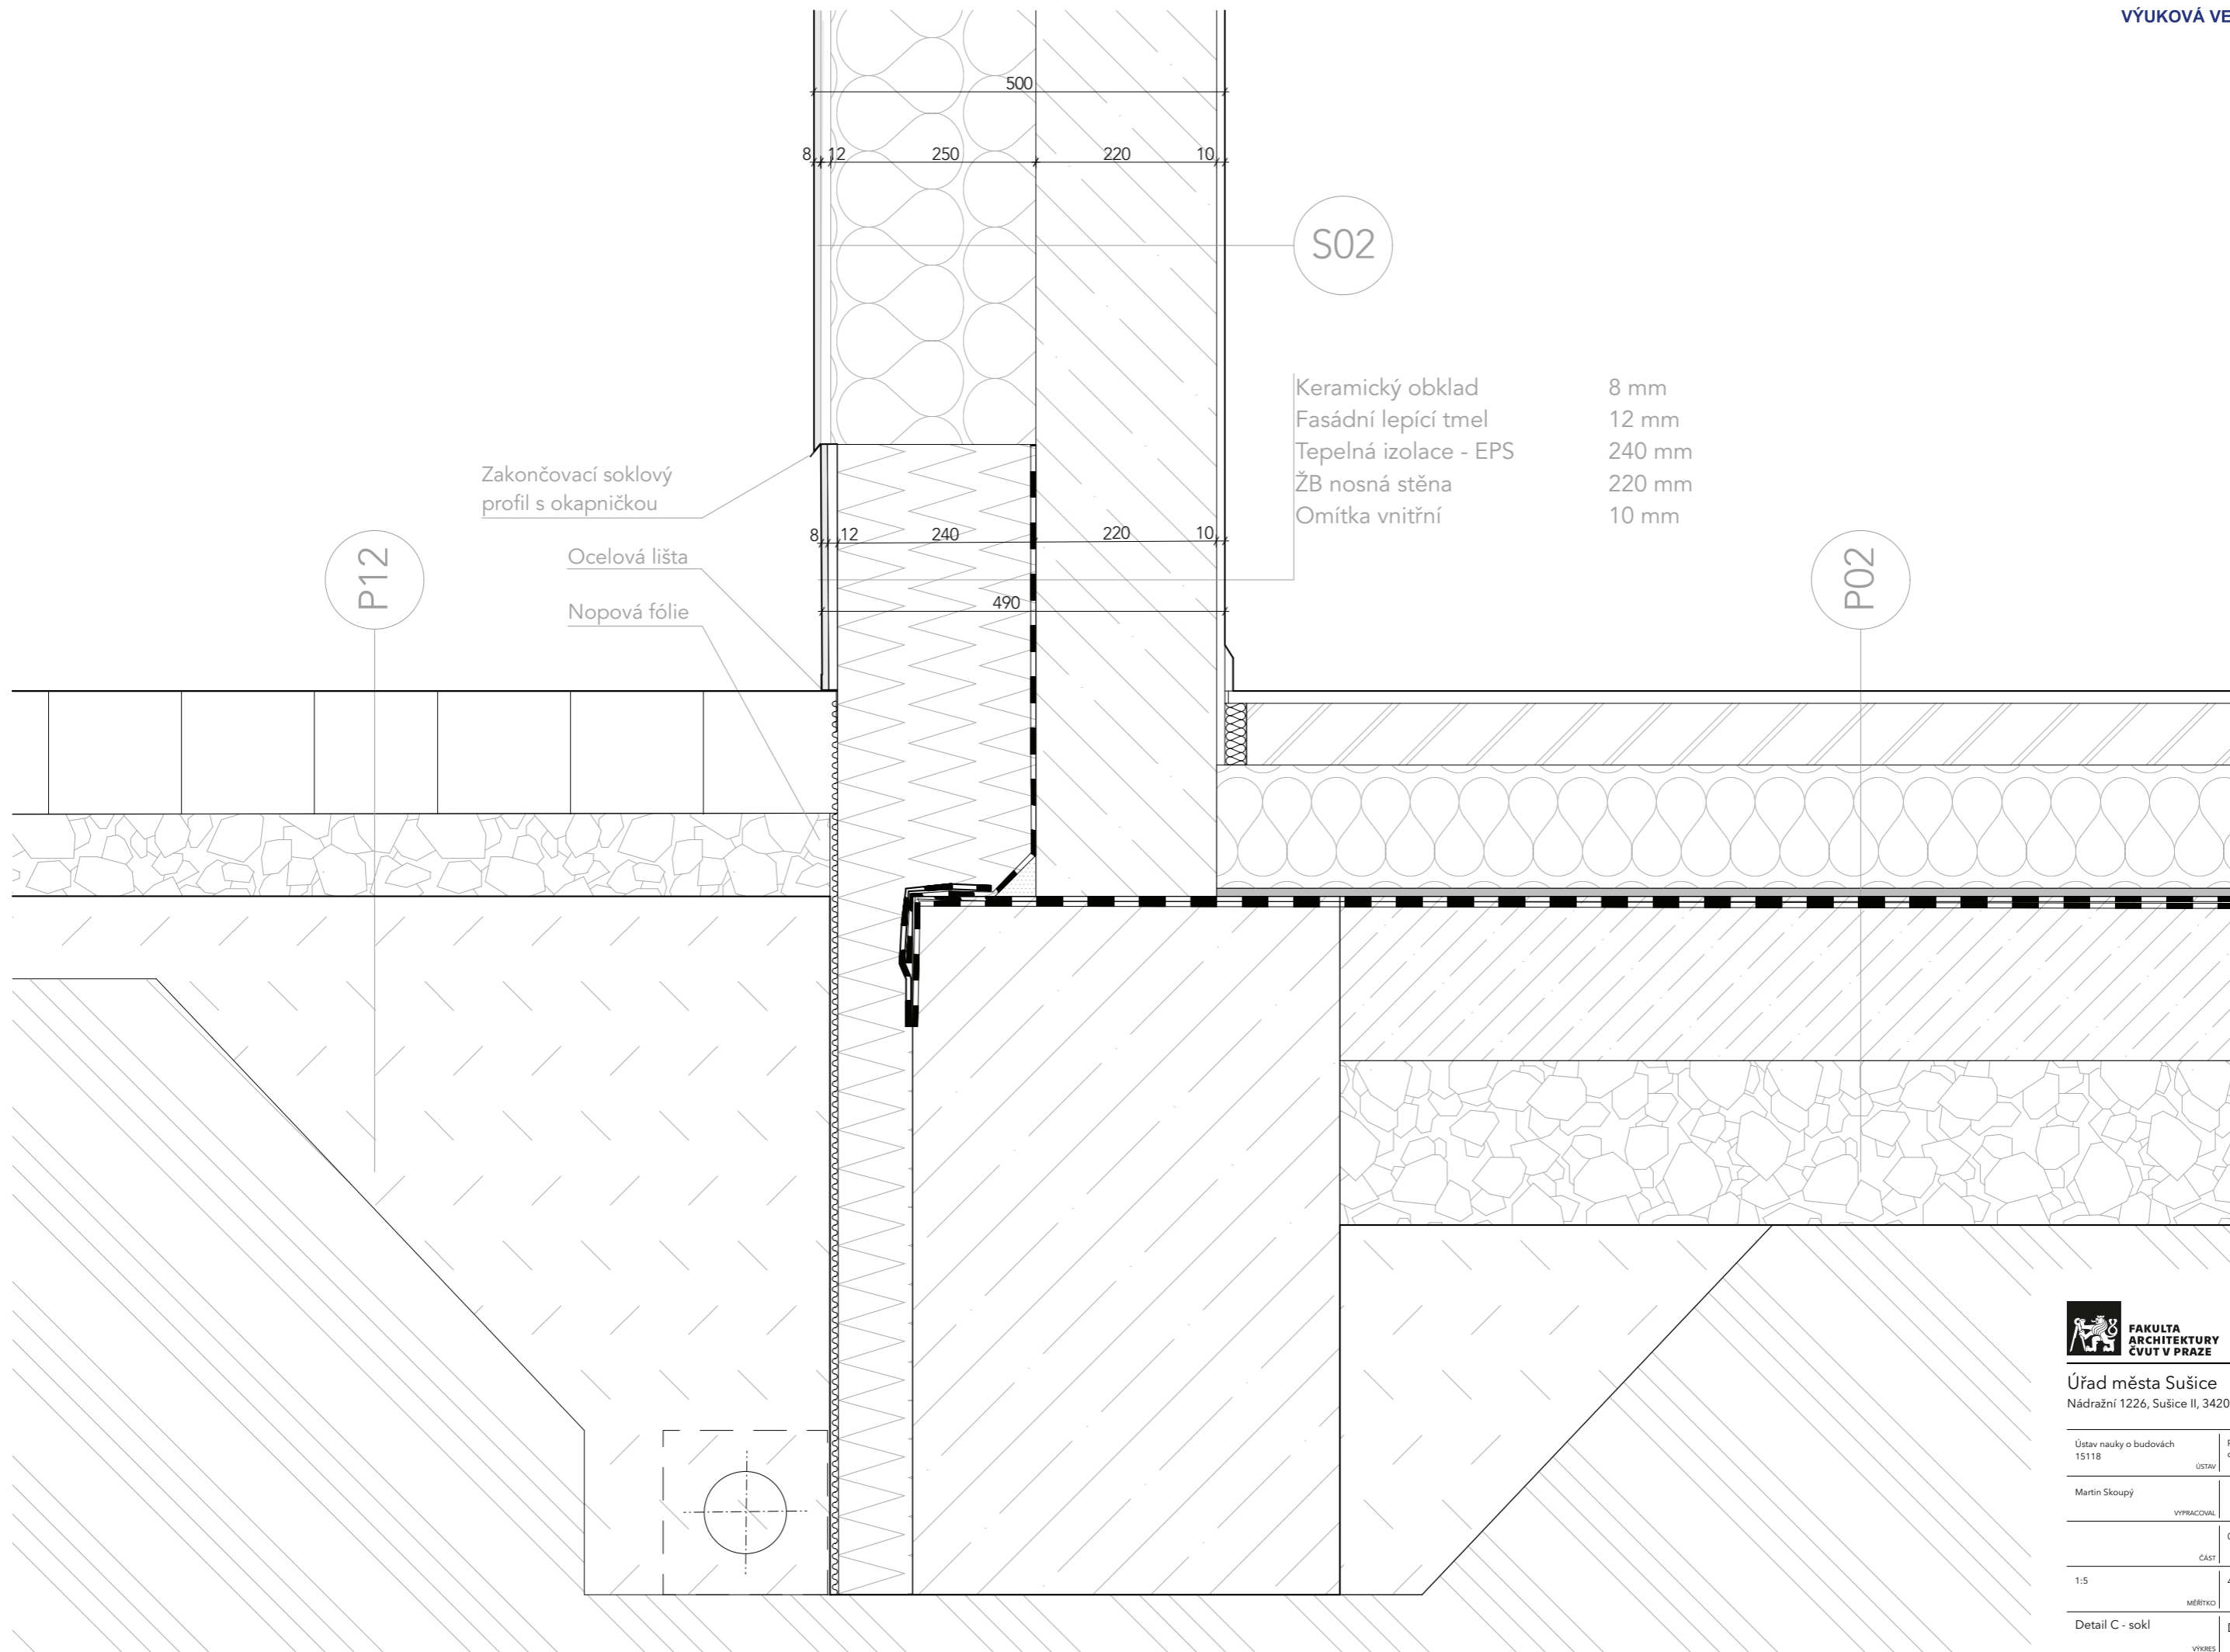 VÝUKOVÁ VE
500
8 12 250 220 10
S02
Keramický obklad 8 mm
Fasádní lepící tmel 12 mm
Tepelná izolace - EPS 240 mm
ŽB nosná stěna 220 mm
Omítka vnitřní 10 mm
Zakončovací soklový
profil s okapničkou
8 12 240 220 10
Ocelová lišta
P12
P02
490
Nopová fólie
FAKULTA
ARCHITEKTURY
ČVUT V PRAZE
Úřad města Sušice
Nádražní 1226, Sušice II, 3420
Ústav nauky o budovách
15118
ÚSTAV
Martin Skoupý
VYPRACOVAL
ČÁST
1:5
MĚŘÍTKO
Detail C - sokl
VÝKRES